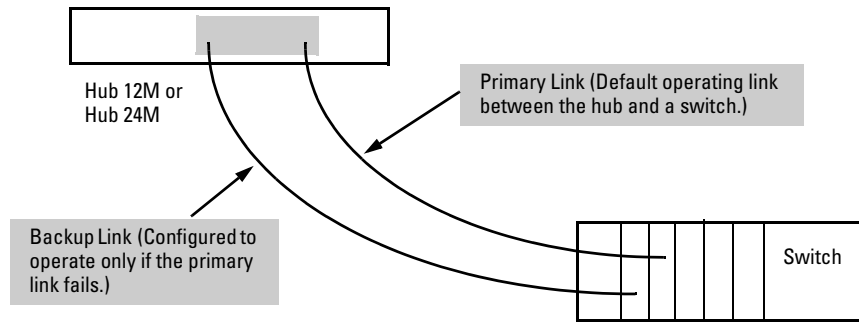 Hub 12M or
Hub 24M
Primary Link (Default operating link
between the hub and a switch.)
Backup Link (Configured to
operate only if the primary
link fails.)
Switch